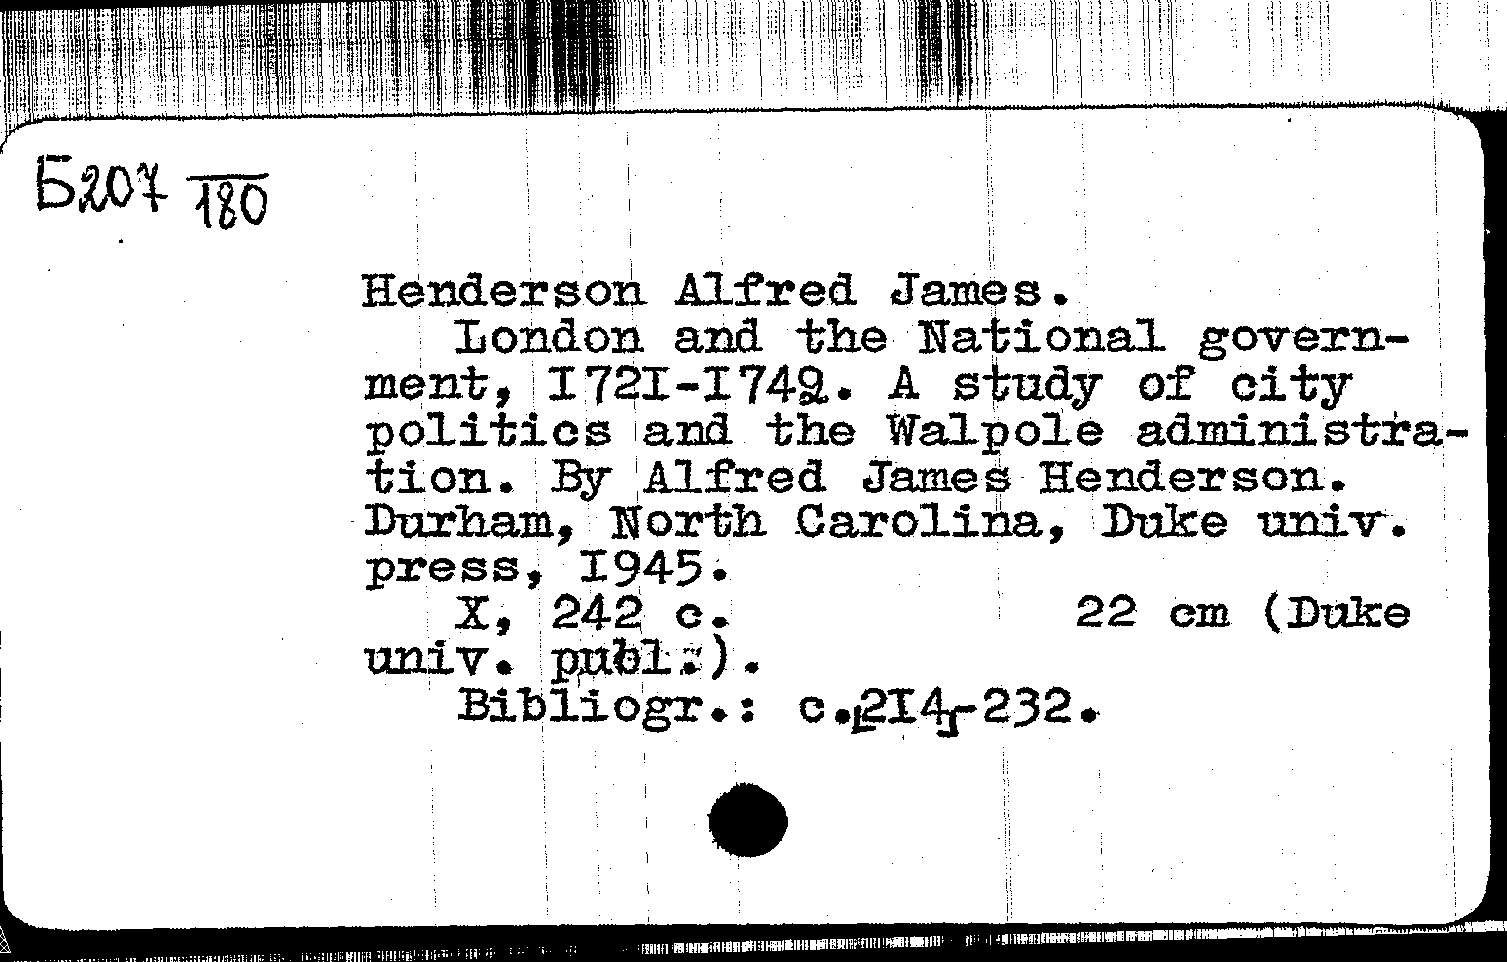 Б207 180
Henderson Alfred James.
London and the National govern-
ment, I72I-I742. A study of city
politics and the Walpole administra-
tion. By Alfred James Henderson.
Durham, North Carolina, Duke univ.
press, I945.
X, 242 c. 22 cm (Duke
univ. publ.).
Bibliogr.: c.[2I4]-232.